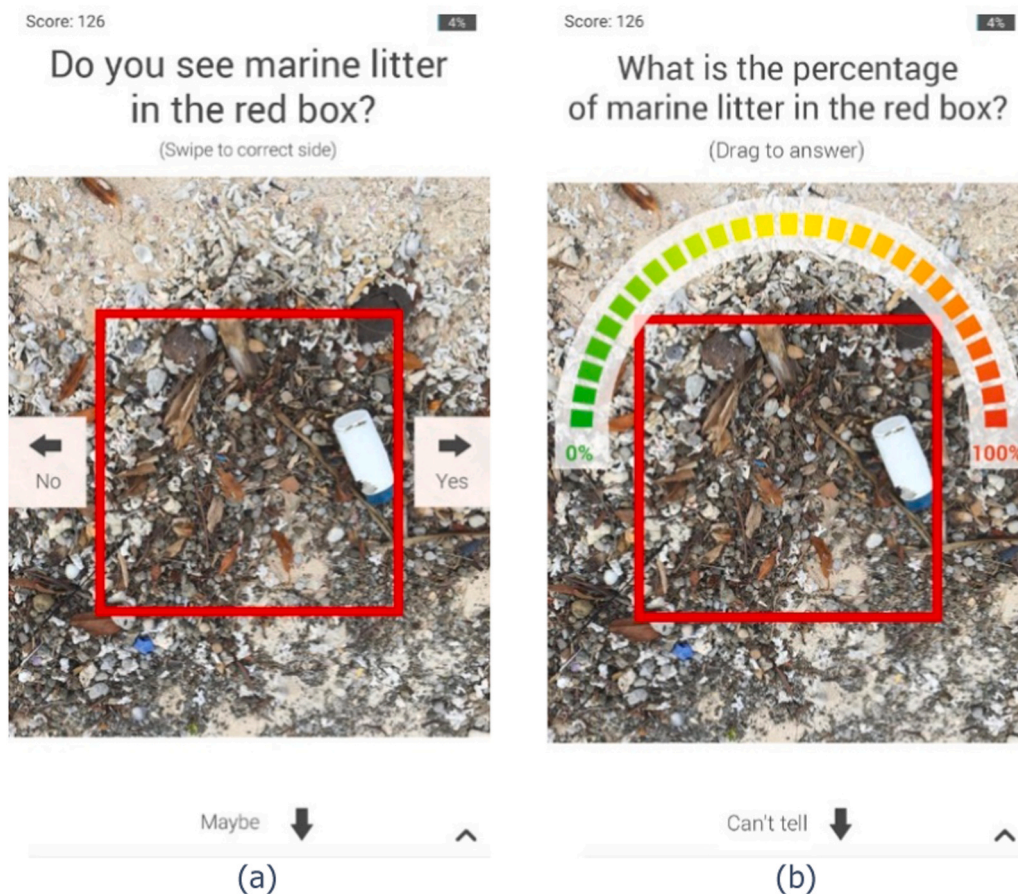 Score: 126
4%
Do you see marine litter
in the red box?
(Swipe to correct side)
No
Yes
Maybe
(a)
Score: 126
4%
What is the percentage
of marine litter in the red box?
(Drag to answer)
0%
100%
Can't tell
(b)